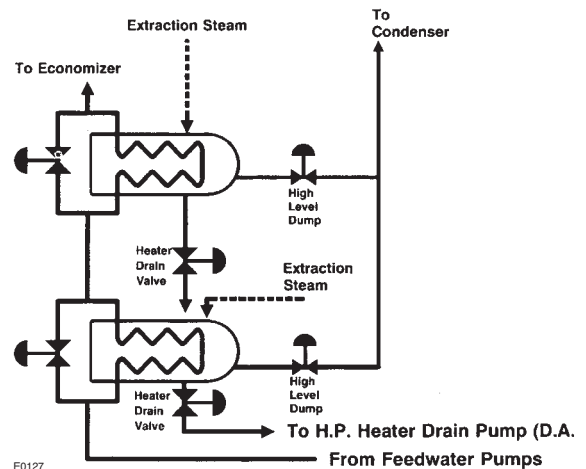 To
Condenser
Extraction Steam
To Economizer
High
Level
Dump
Heater
Drain
Valve
Extraction
Steam
High
Level
Dump
Heater
Drain
Valve
To H.P. Heater Drain Pump (D.A.
From Feedwater Pumps
E0127